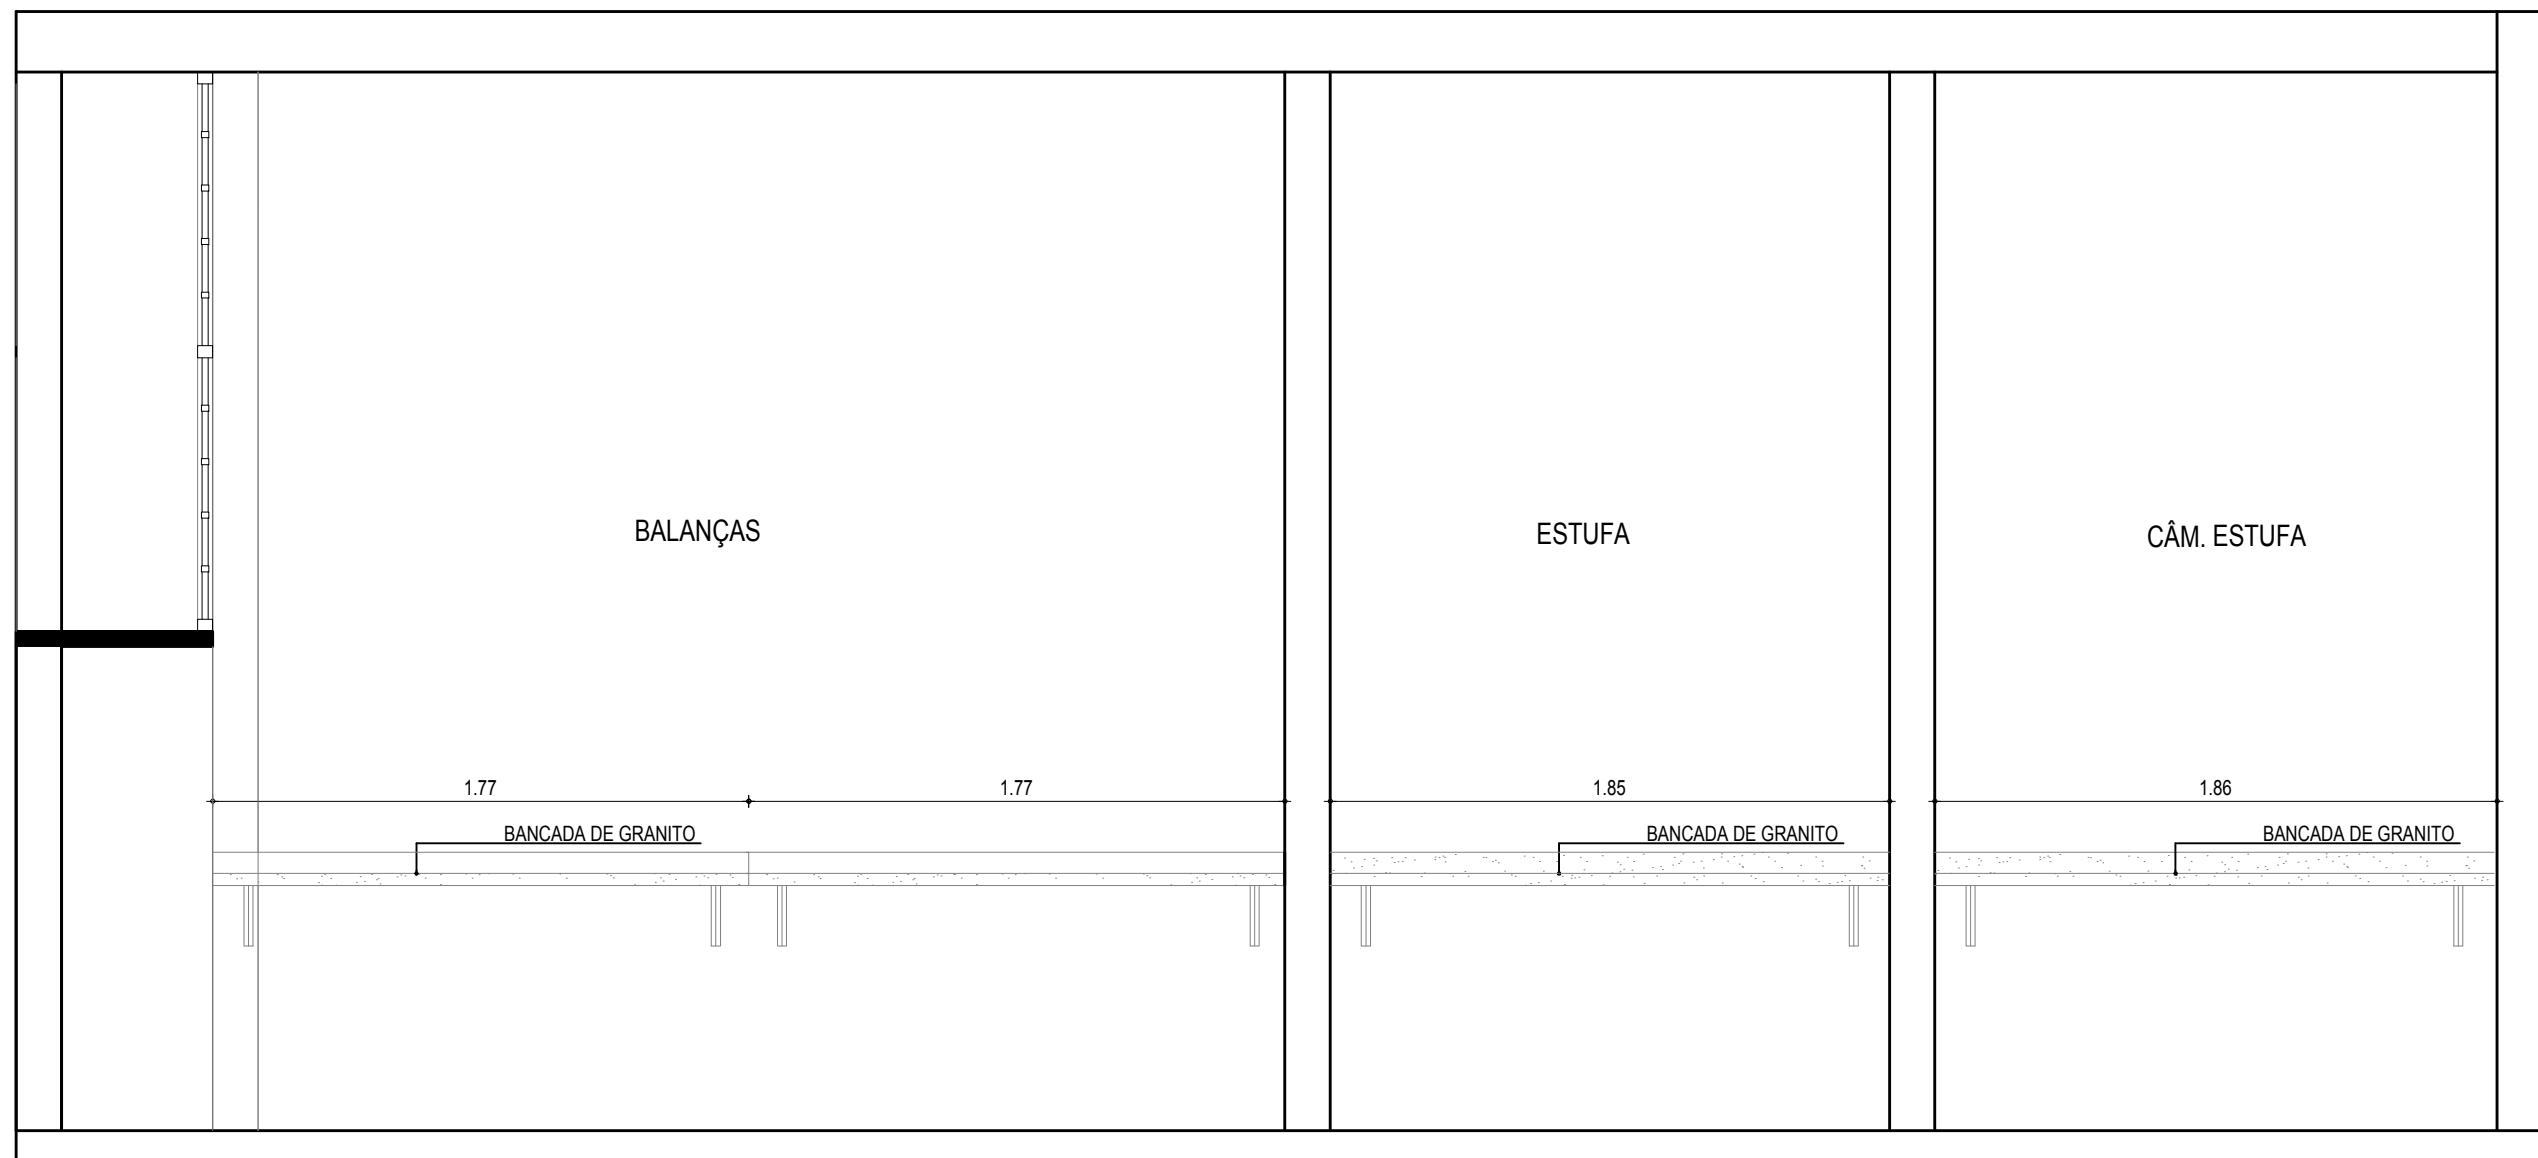 BALANÇAS
ESTUFA
CÂM. ESTUFA
1.77
1.77
1.85
1.86
BANCADA DE GRANITO
BANCADA DE GRANITO
BANCADA DE GRANITO